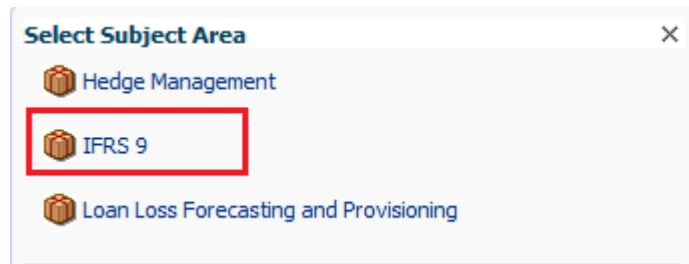 Select Subject Area
Hedge Management
IFRS 9
Loan Loss Forecasting and Provisioning